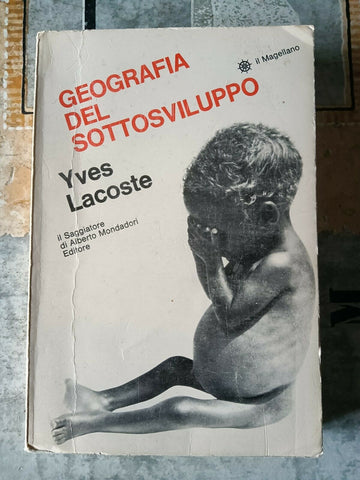 il Magellano
GEOGRAFIA
DEL
SOTTOSVILUPPO
Yves
Lacoste
il Saggiatore
di Alberto Mondadori
Editore